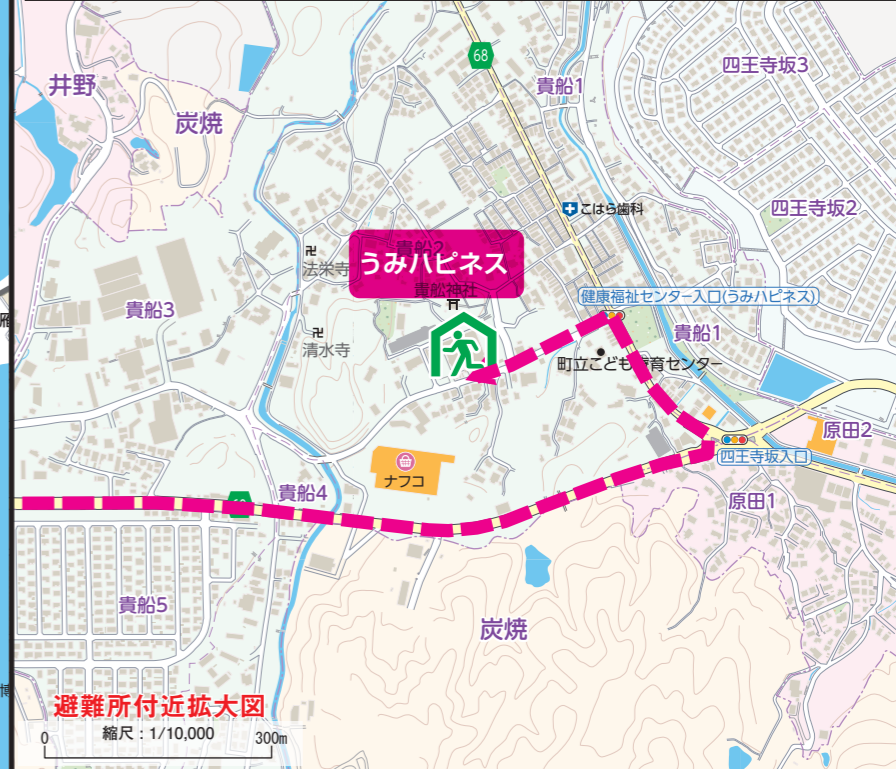 68
四王寺坂3
井野
貴船1
炭焼
こはら歯科
四王寺坂2
貴船2
法栄寺
うみハピネス
貴舩神社
健康福祉センター入口(うみハピネス)
貴船3
清水寺
貴船1
町立こども療育センター
原田2
四王寺坂入口
ナフコ
貴船4
原田1
貴船5
炭焼
避難所付近拡大図
縮尺:1/10,000
0
300m